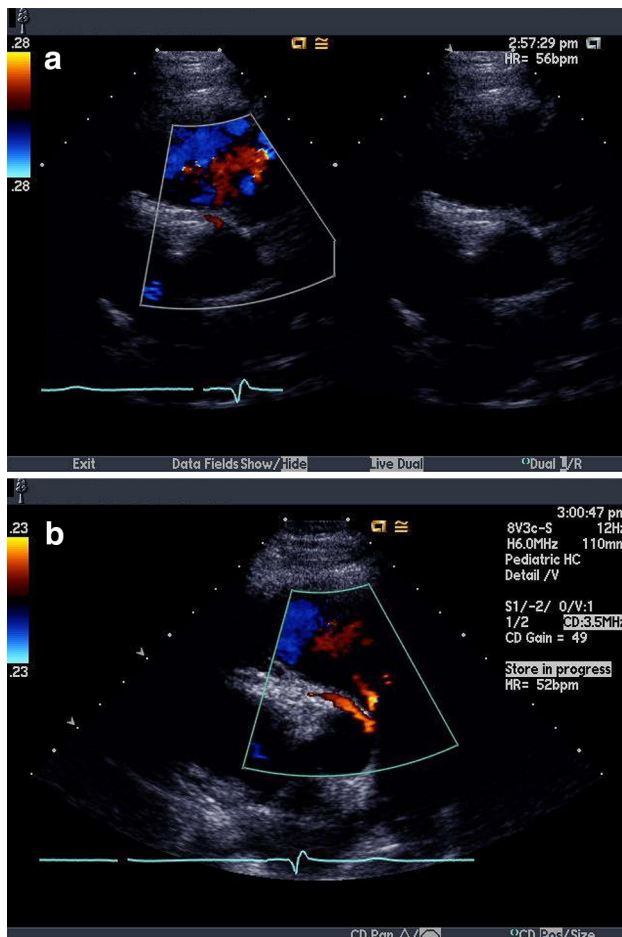 a
.28
.28
2:57:29 pm
HR= 56bpm
Exit
Data Fields Show/Hide
Live Dual
Dual L/R
b
.23
.23
3:00:47 pm
8V3c-S 12Hz
H6.0MHz 110mm
Pediatric HC
Detail /V
S1/-2/ 0/V:1
1/2 CD:3.5MHz
CD Gain = 49
Store in progress
HR= 52bpm
CD Pan
CD Pos/Size